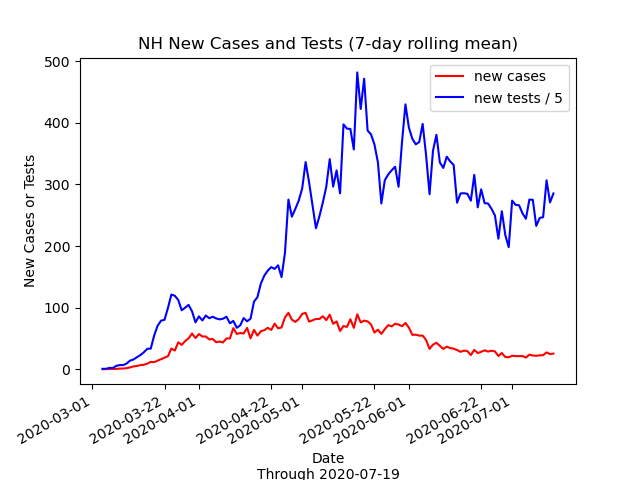 NH New Cases and Tests (7-day rolling mean)
new cases
new tests / 5
New Cases or Tests
500
400
300
200
100
0
2020-03-01
2020-03-22
2020-04-01
2020-04-22
2020-05-01
2020-05-22
2020-06-01
2020-06-22
2020-07-01
Date
Through 2020-07-19